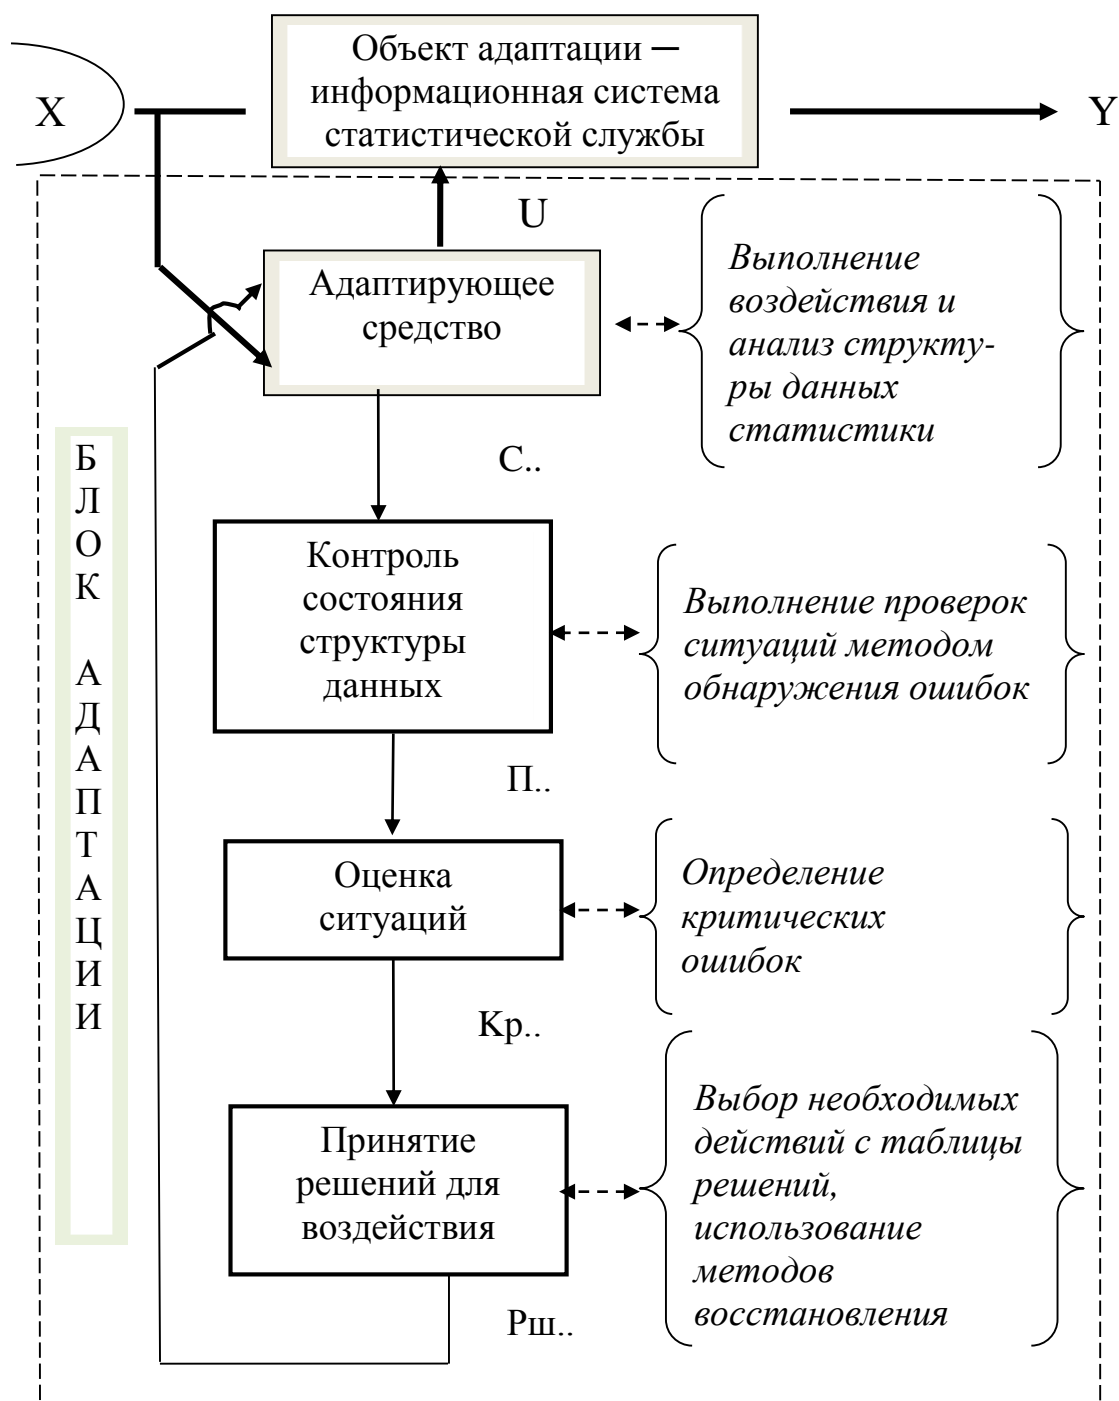 Объект адаптации —
информационная система
статистической службы
X
Y
U
Адаптирующее
средство
Выполнение
воздействия и
анализ структу-
ры данных
статистики
С..
БЛОК АДАПТАЦИИ
Контроль
состояния
структуры
данных
Выполнение проверок
ситуаций методом
обнаружения ошибок
П..
Оценка
ситуаций
Определение
критических
ошибок
Кр..
Принятие
решений для
воздействия
Выбор необходимых
действий с таблицы
решений,
использование
методов
восстановления
Рш..